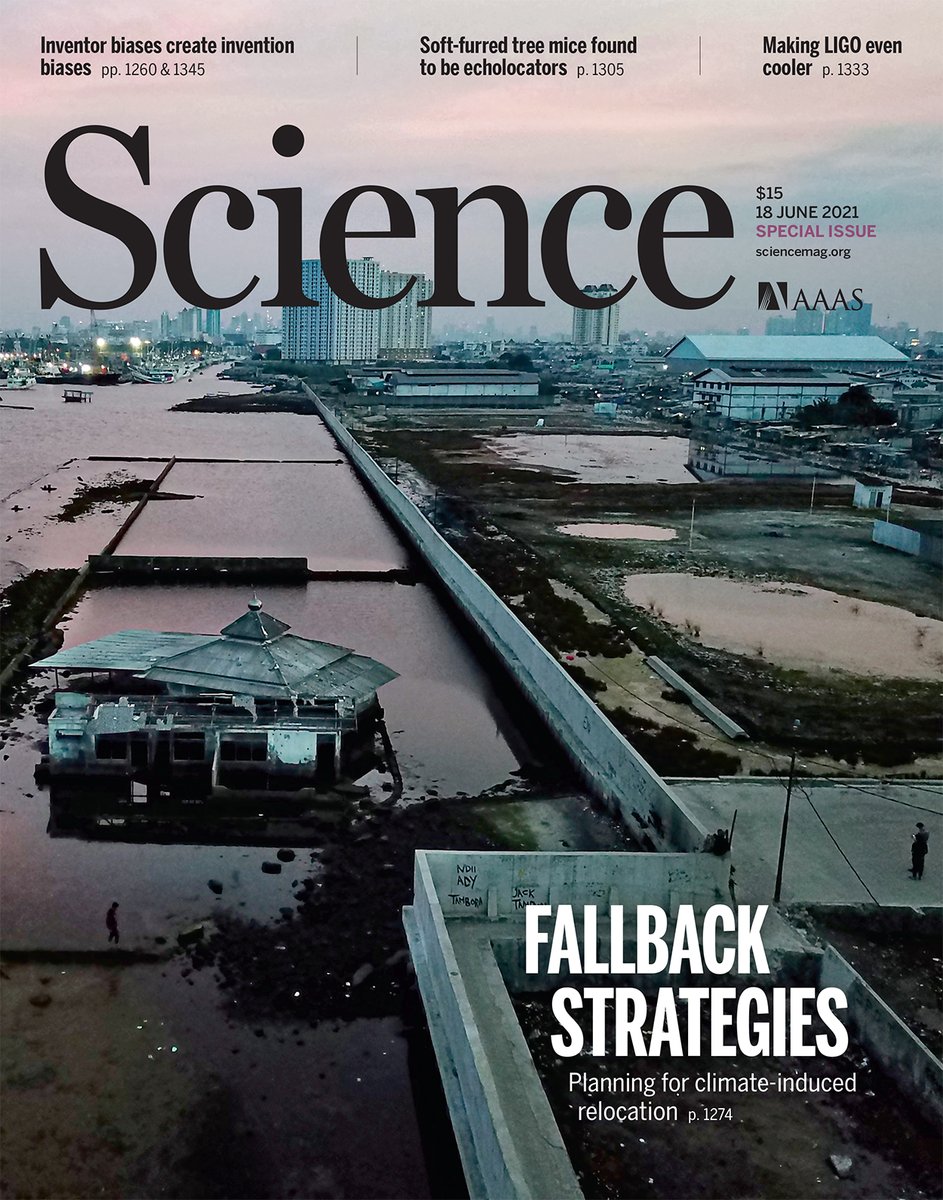 Inventor biases create invention
biases pp. 1260 & 1345
Soft-furred tree mice found
to be echolocators p. 1305
Making LIGO even
cooler p. 1333
Science
$15
18 JUNE 2021
SPECIAL ISSUE
sciencemag.org
AAAS
NDII
ADY
TAMBORA
JACK
FALLBACK
STRATEGIES
Planning for climate-induced
relocation p. 1274